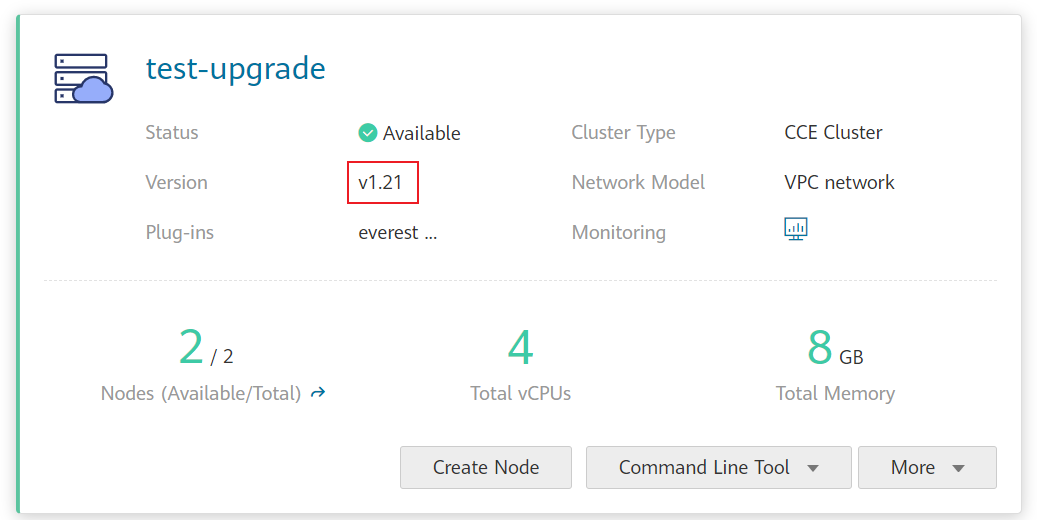 test-upgrade
Status Available Cluster Type CCE Cluster
Version v1.21 Network Model VPC network
Plug-ins everest ... Monitoring
2 / 2 4 8 GB
Nodes (Available/Total) Total vCPUs Total Memory
Create Node Command Line Tool More